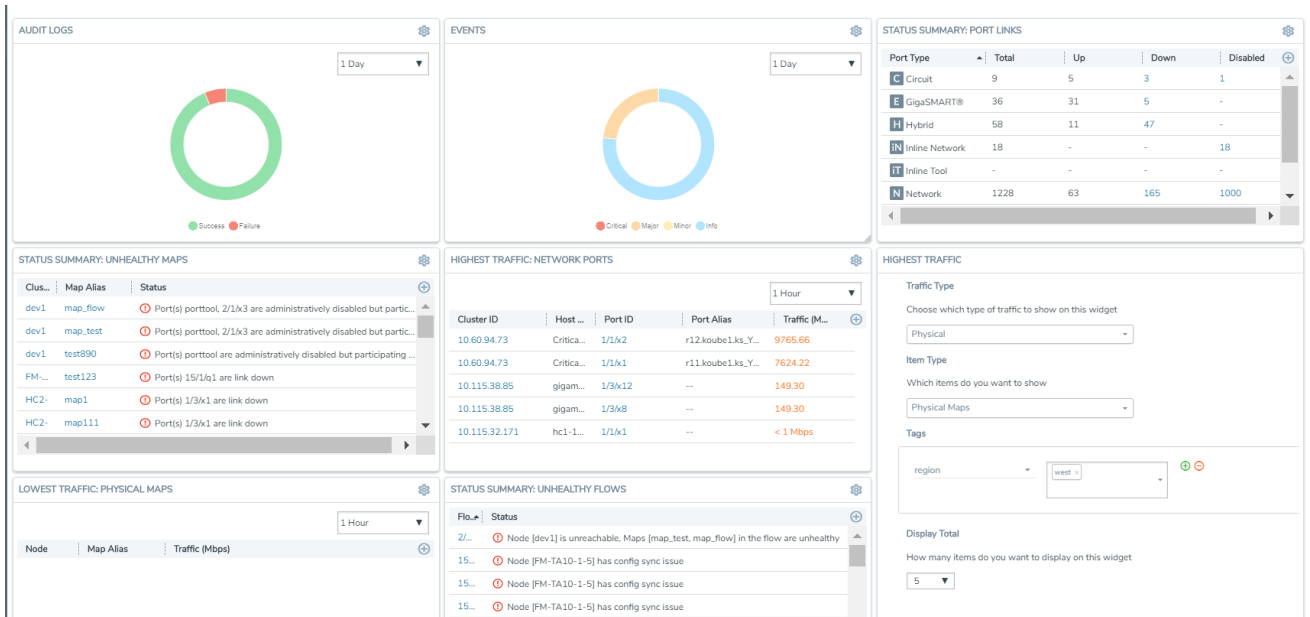 AUDIT LOGS
1 Day
Success Failure
EVENTS
1 Day
Critical Major Minor Info
STATUS SUMMARY: PORT LINKS
Port Type Total Up Down Disabled
C Circuit 9 5 3 1
E GigaSMART® 36 31 5 -
H Hybrid 58 11 47 -
iN Inline Network 18 - - 18
iT Inline Tool - - - -
N Network 1228 63 165 1000
STATUS SUMMARY: UNHEALTHY MAPS
Clus... Map Alias Status
dev1 map_flow Port(s) porttool, 2/1/x3 are administratively disabled but partic...
dev1 map_test Port(s) porttool, 2/1/x3 are administratively disabled but partic...
dev1 test890 Port(s) porttool are administratively disabled but participating ...
FM-... test123 Port(s) 15/1/q1 are link down
HC2- map1 Port(s) 1/3/x1 are link down
HC2- map111 Port(s) 1/3/x1 are link down
HIGHEST TRAFFIC: NETWORK PORTS
1 Hour
Cluster ID Host ... Port ID Port Alias Traffic (M...
10.60.94.73 Critica... 1/1/x2 r12.koube1.ks_Y... 9765.66
10.60.94.73 Critica... 1/1/x1 r11.koube1.ks_Y... 7624.22
10.115.38.85 gigam... 1/3/x12 -- 149.30
10.115.38.85 gigam... 1/3/x8 -- 149.30
10.115.32.171 hc1-1... 1/1/x1 -- < 1 Mbps
HIGHEST TRAFFIC
Traffic Type
Choose which type of traffic to show on this widget
Physical
Item Type
Which items do you want to show
Physical Maps
Tags
region west ×
Display Total
How many items do you want to display on this widget
5
LOWEST TRAFFIC: PHYSICAL MAPS
1 Hour
Node Map Alias Traffic (Mbps)
STATUS SUMMARY: UNHEALTHY FLOWS
Flo... Status
2/... Node [dev1] is unreachable, Maps [map_test, map_flow] in the flow are unhealthy
15... Node [FM-TA10-1-5] has config sync issue
15... Node [FM-TA10-1-5] has config sync issue
15... Node [FM-TA10-1-5] has config sync issue